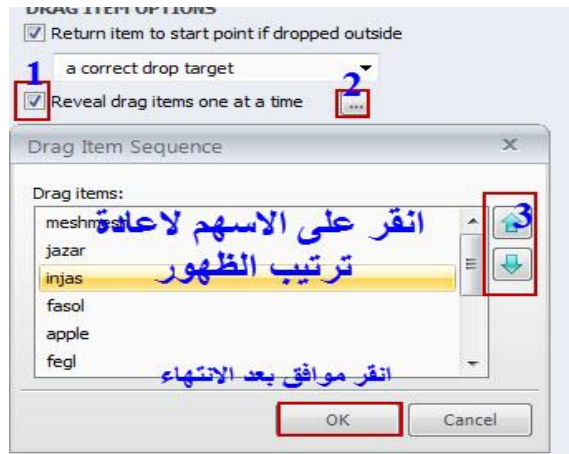 DRAG ITEM OPTIONS
Return item to start point if dropped outside
1
a correct drop target
2
Reveal drag items one at a time ...
Drag Item Sequence
Drag items:
meshmesh
انقر على الاسهم لاعادة
3
jazar
ترتيب الظهور
injas
fasol
apple
fegl
انقر موافق بعد الانتهاء
OK Cancel